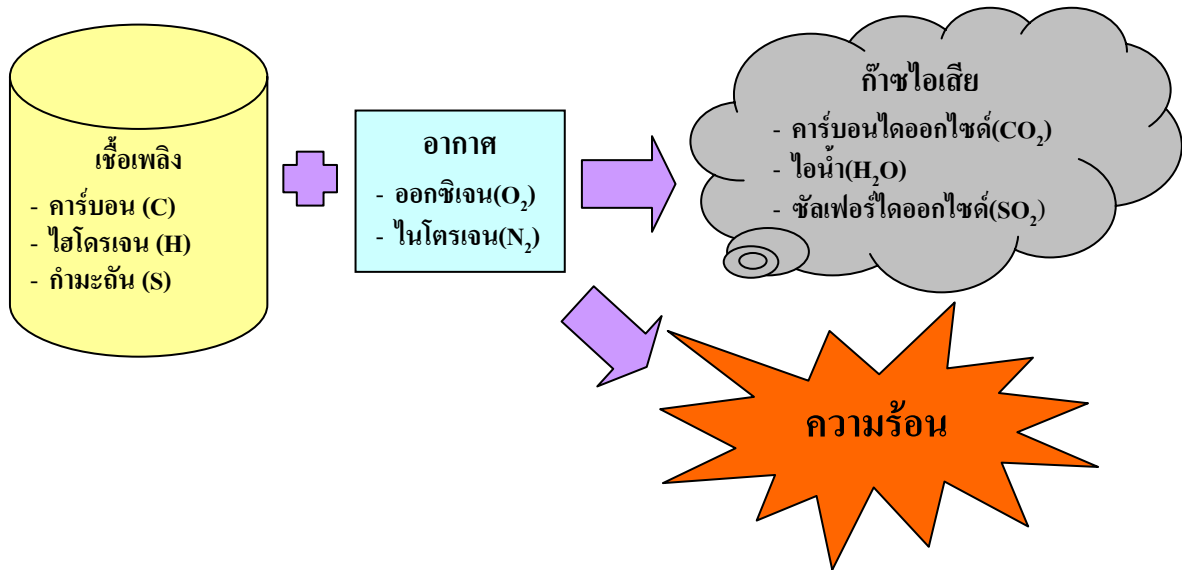 เชื้อเพลิง
- คาร์บอน (C)
- ไฮโดรเจน (H)
- กำมะถัน (S)
อากาศ
- ออกซิเจน(O₂)
- ไนโตรเจน(N₂)
ก๊าซไอเสีย
- คาร์บอนไดออกไซด์(CO₂)
- ไอน้ำ(H₂O)
- ซัลเฟอร์ไดออกไซด์(SO₂)
ความร้อน